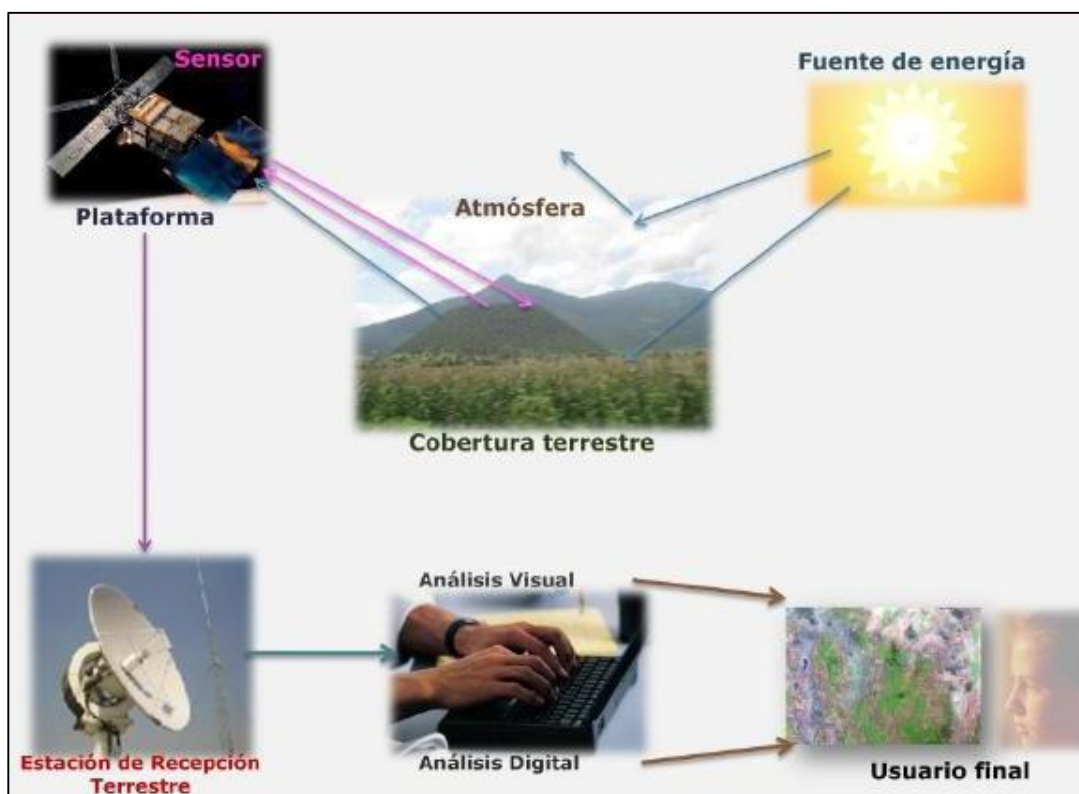 Sensor
Fuente de energía
Plataforma
Atmósfera
Cobertura terrestre
Análisis Visual
Análisis Digital
Estación de Recepción
Terrestre
Usuario final